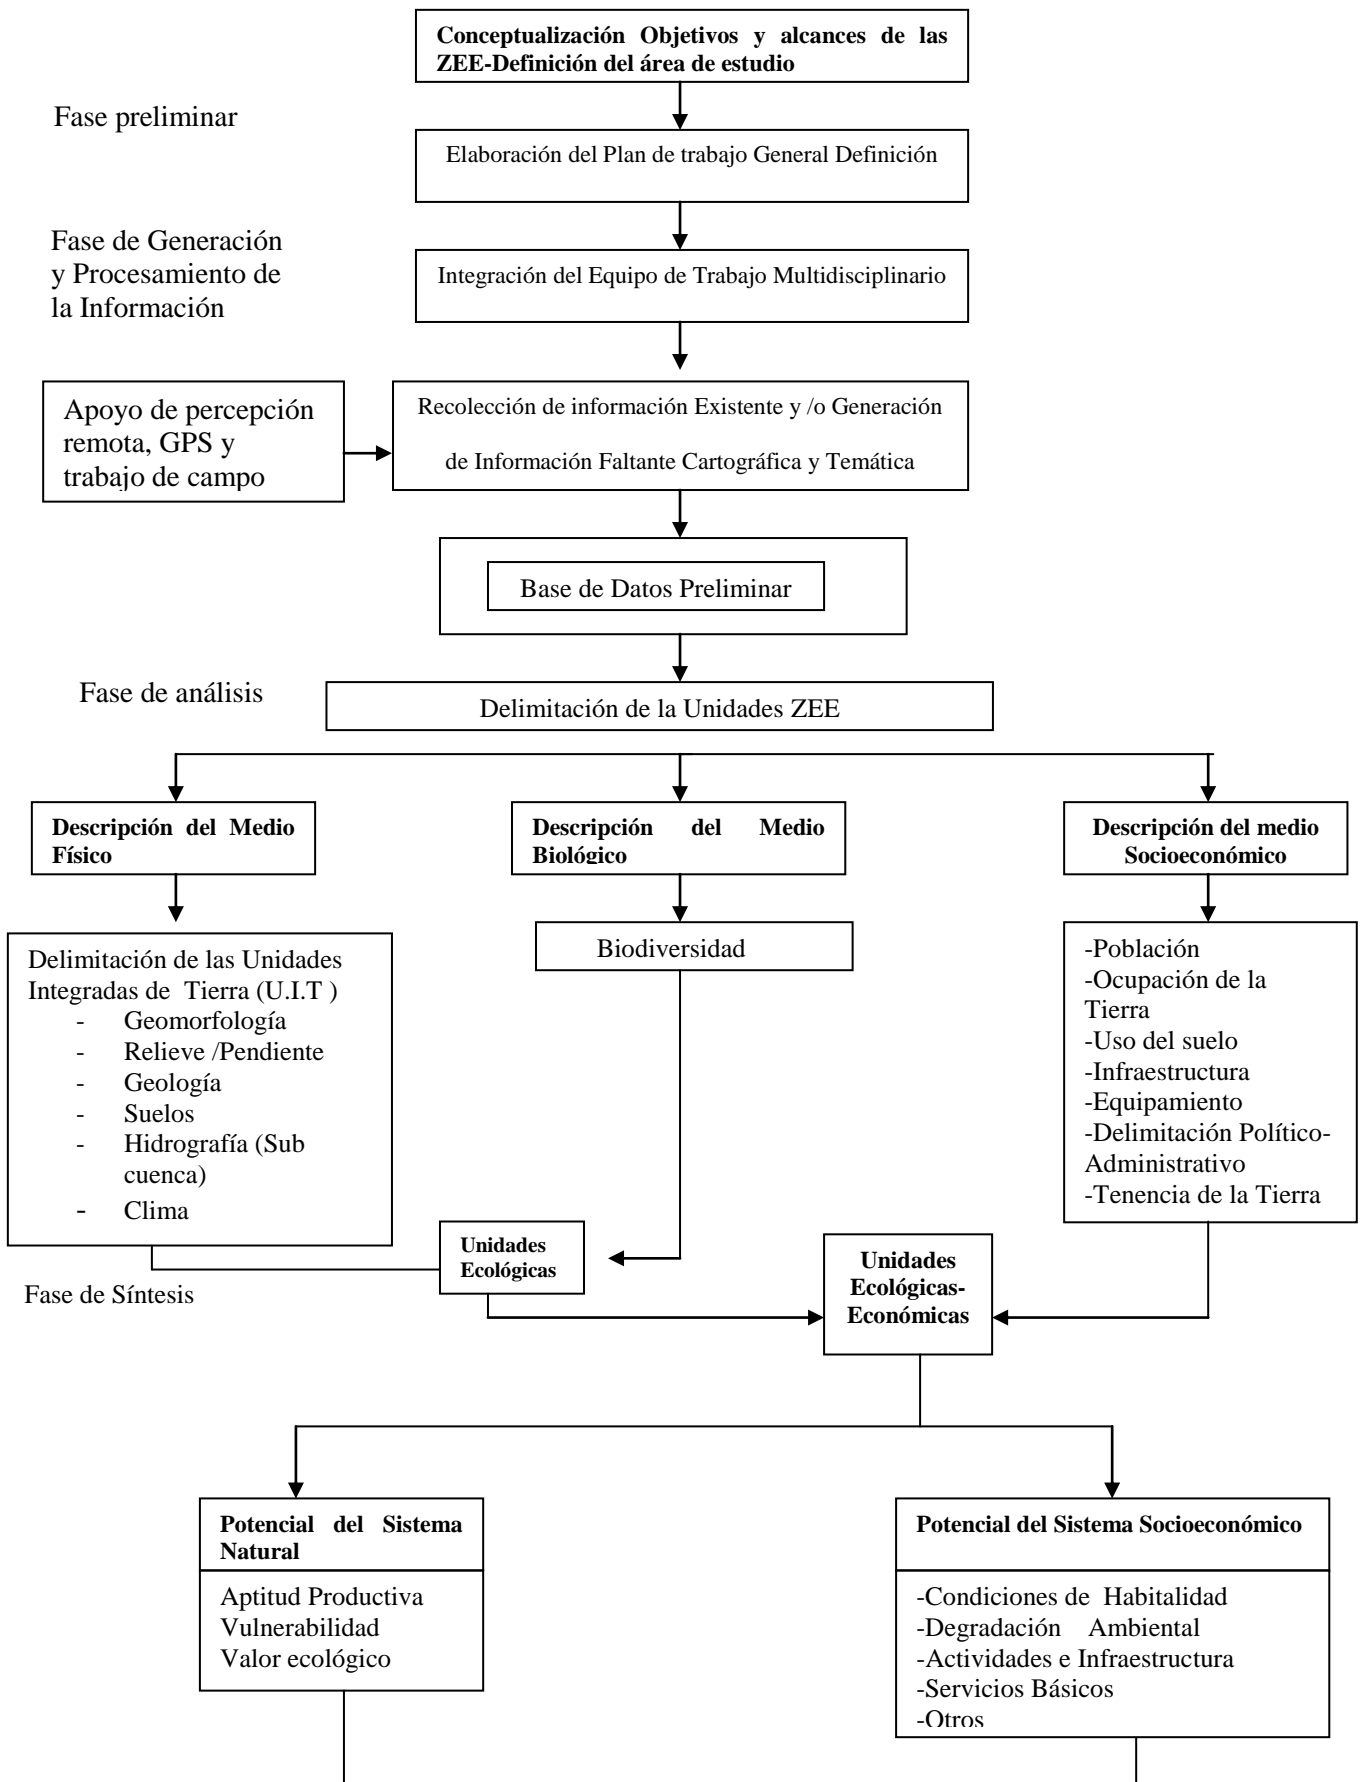 Conceptualización Objetivos y alcances de las
ZEE-Definición del área de estudio
Fase preliminar
Elaboración del Plan de trabajo General Definición
Fase de Generación
y Procesamiento de
la Información
Integración del Equipo de Trabajo Multidisciplinario
Apoyo de percepción
remota, GPS y
trabajo de campo
Recolección de información Existente y /o Generación
de Información Faltante Cartográfica y Temática
Base de Datos Preliminar
Fase de análisis
Delimitación de la Unidades ZEE
Descripción del Medio
Físico
Descripción del Medio
Biológico
Descripción del medio
Socioeconómico
Delimitación de las Unidades
Integradas de Tierra (U.I.T )
- Geomorfología
- Relieve /Pendiente
- Geología
- Suelos
- Hidrografía (Sub
cuenca)
- Clima
Biodiversidad
-Población
-Ocupación de la
Tierra
-Uso del suelo
-Infraestructura
-Equipamiento
-Delimitación Político-
Administrativo
-Tenencia de la Tierra
Unidades
Ecológicas
Unidades
Ecológicas-
Económicas
Fase de Síntesis
Potencial del Sistema
Natural
Aptitud Productiva
Vulnerabilidad
Valor ecológico
Potencial del Sistema Socioeconómico
-Condiciones de Habitalidad
-Degradación Ambiental
-Actividades e Infraestructura
-Servicios Básicos
-Otros